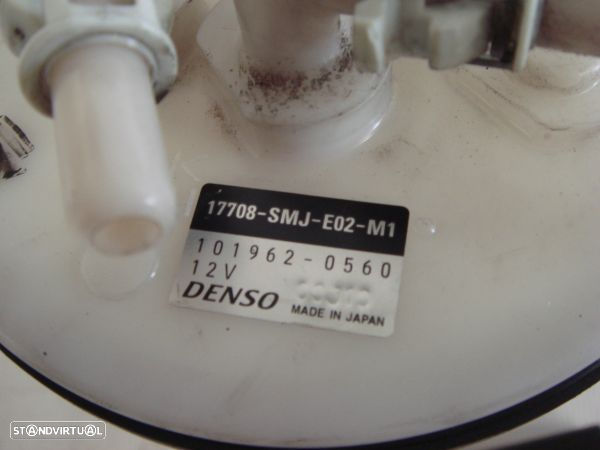 17708-SMJ-E02-M1
101962-0560
12V
DENSO
MADE IN JAPAN
STANDVIRTUAL